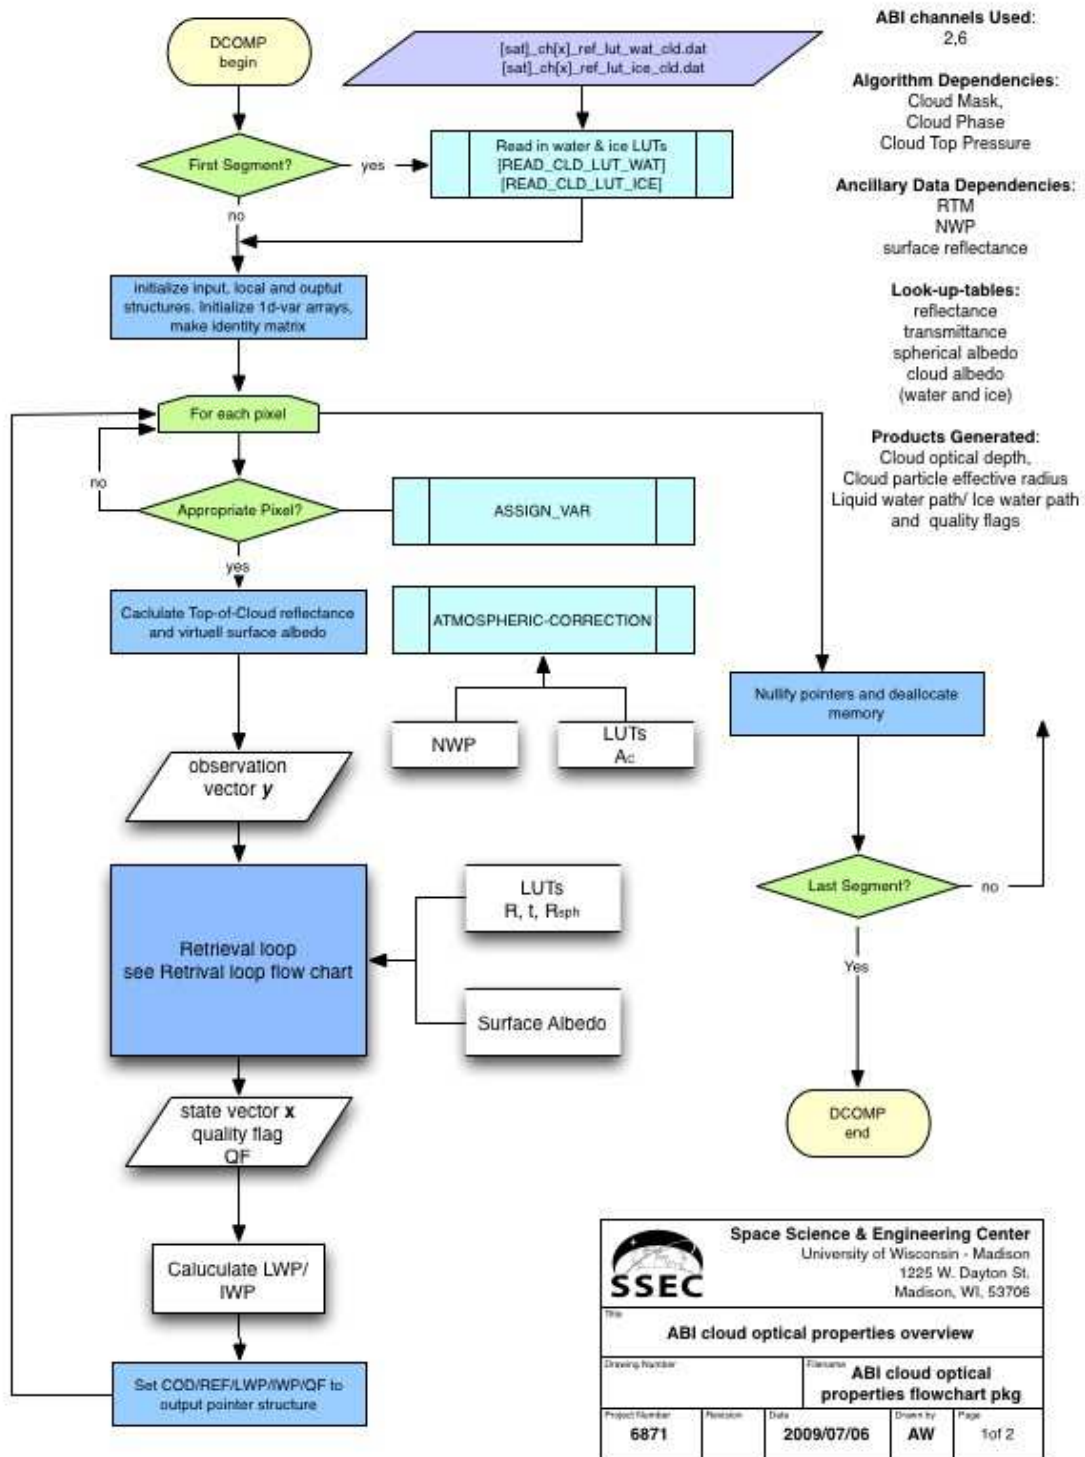 DCOMP
begin
[sat]_ch[x]_ref_lut_wat_cld.dat
[sat]_ch[x]_ref_lut_ice_cld.dat
First Segment?
yes
Read in water & ice LUTs
[READ_CLD_LUT_WAT]
[READ_CLD_LUT_ICE]
no
initialize input, local and ouptut
structures. Initialize 1d-var arrays,
make identity matrix
For each pixel
no
Appropriate Pixel?
ASSIGN_VAR
yes
Caclulate Top-of-Cloud reflectance
and virtuell surface albedo
ATMOSPHERIC-CORRECTION
NWP
LUTs
Ac
observation
vector y
Retrieval loop
see Retrival loop flow chart
LUTs
R, t, Rsph
Surface Albedo
state vector x
quality flag
QF
Caluculate LWP/
IWP
Set COD/REF/LWP/IWP/QF to
output pointer structure
Nullify pointers and deallocate
memory
Last Segment?
no
Yes
DCOMP
end
ABI channels Used:
2,6
Algorithm Dependencies:
Cloud Mask,
Cloud Phase
Cloud Top Pressure
Ancillary Data Dependencies:
RTM
NWP
surface reflectance
Look-up-tables:
reflectance
transmittance
spherical albedo
cloud albedo
(water and ice)
Products Generated:
Cloud optical depth,
Cloud particle effective radius
Liquid water path/ Ice water path
and quality flags
SSEC
Space Science & Engineering Center
University of Wisconsin - Madison
1225 W. Dayton St.
Madison, WI, 53706
Title
ABI cloud optical properties overview
Drawing Number
Filename
ABI cloud optical
properties flowchart pkg
Project Number
6871
Revision
Date
2009/07/06
Drawn by
AW
Page
1of 2